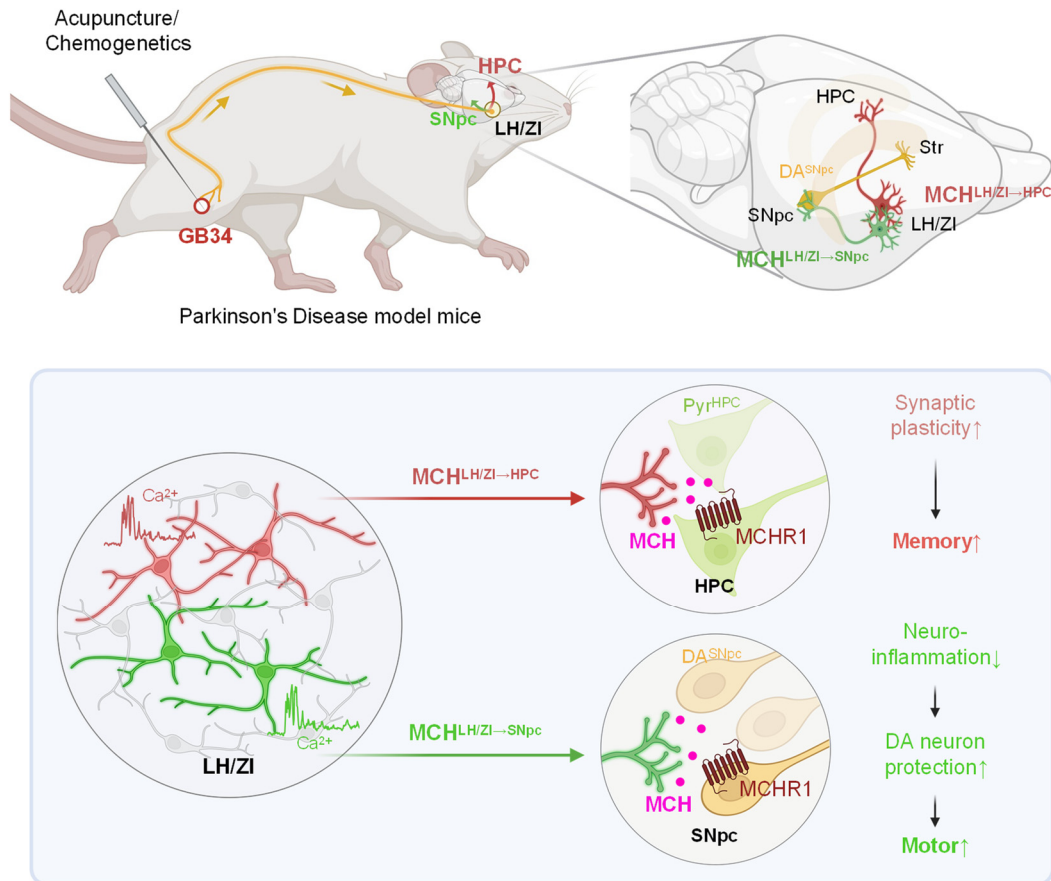 Acupuncture/
Chemogenetics
HPC
SNpc
LH/ZI
GB34
Parkinson's Disease model mice
HPC
Str
DA^SNpc
SNpc
MCH^LH/ZI→HPC
LH/ZI
MCH^LH/ZI→SNpc
Ca²⁺
Ca²⁺
LH/ZI
MCH^LH/ZI→HPC
MCH^LH/ZI→SNpc
Pyr^HPC
MCH
MCHR1
HPC
DA^SNpc
MCH
MCHR1
SNpc
Synaptic
plasticity↑
Memory↑
Neuro-
inflammation↓
DA neuron
protection↑
Motor↑